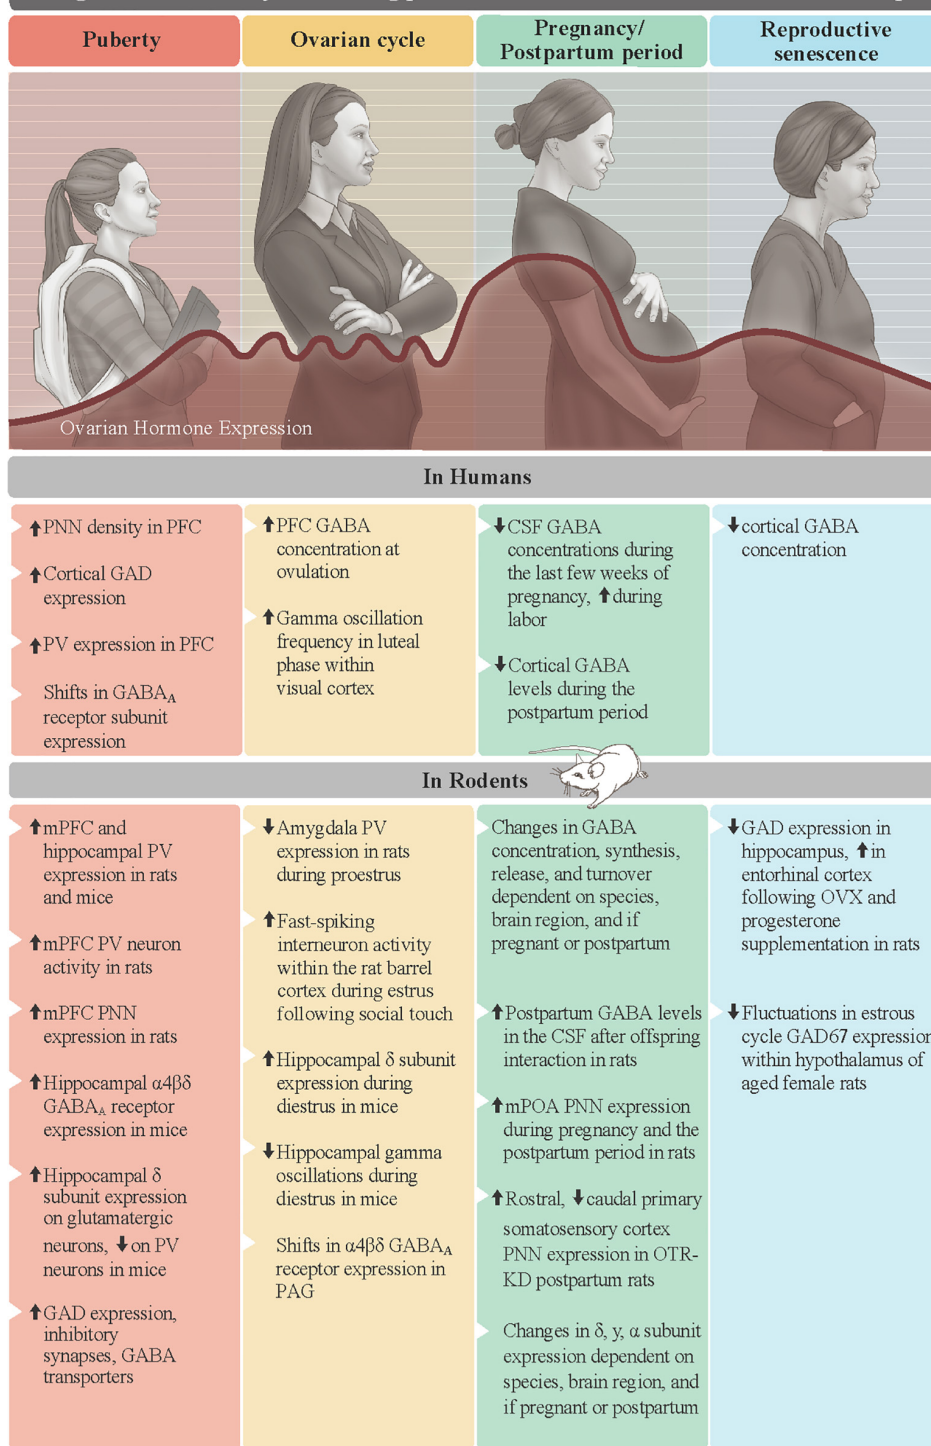 Puberty
Ovarian cycle
Pregnancy/
Postpartum period
Reproductive
senescence
Ovarian Hormone Expression
In Humans
⬆PNN density in PFC
⬆Cortical GAD
expression
⬆PV expression in PFC
Shifts in GABAA
receptor subunit
expression
⬆PFC GABA
concentration at
ovulation
⬆Gamma oscillation
frequency in luteal
phase within
visual cortex
⬇CSF GABA
concentrations during
the last few weeks of
pregnancy, ⬆during
labor
⬇Cortical GABA
levels during the
postpartum period
⬇cortical GABA
concentration
In Rodents
⬆mPFC and
hippocampal PV
expression in rats
and mice
⬆mPFC PV neuron
activity in rats
⬆mPFC PNN
expression in rats
⬆Hippocampal α4βδ
GABAA receptor
expression in mice
⬆Hippocampal δ
subunit expression
on glutamatergic
neurons, ⬇on PV
neurons in mice
⬆GAD expression,
inhibitory
synapses, GABA
transporters
⬇Amygdala PV
expression in rats
during proestrus
⬆Fast-spiking
interneuron activity
within the rat barrel
cortex during estrus
following social touch
⬆Hippocampal δ subunit
expression during
diestrus in mice
⬇Hippocampal gamma
oscillations during
diestrus in mice
Shifts in α4βδ GABAA
receptor expression in
PAG
Changes in GABA
concentration, synthesis,
release, and turnover
dependent on species,
brain region, and if
pregnant or postpartum
⬆Postpartum GABA levels
in the CSF after offspring
interaction in rats
⬆mPOA PNN expression
during pregnancy and the
postpartum period in rats
⬆Rostral, ⬇caudal primary
somatosensory cortex
PNN expression in OTR-
KD postpartum rats
Changes in δ, y, α subunit
expression dependent on
species, brain region, and
if pregnant or postpartum
⬇GAD expression in
hippocampus, ⬆in
entorhinal cortex
following OVX and
progesterone
supplementation in rats
⬇Fluctuations in estrous
cycle GAD67 expression
within hypothalamus of
aged female rats